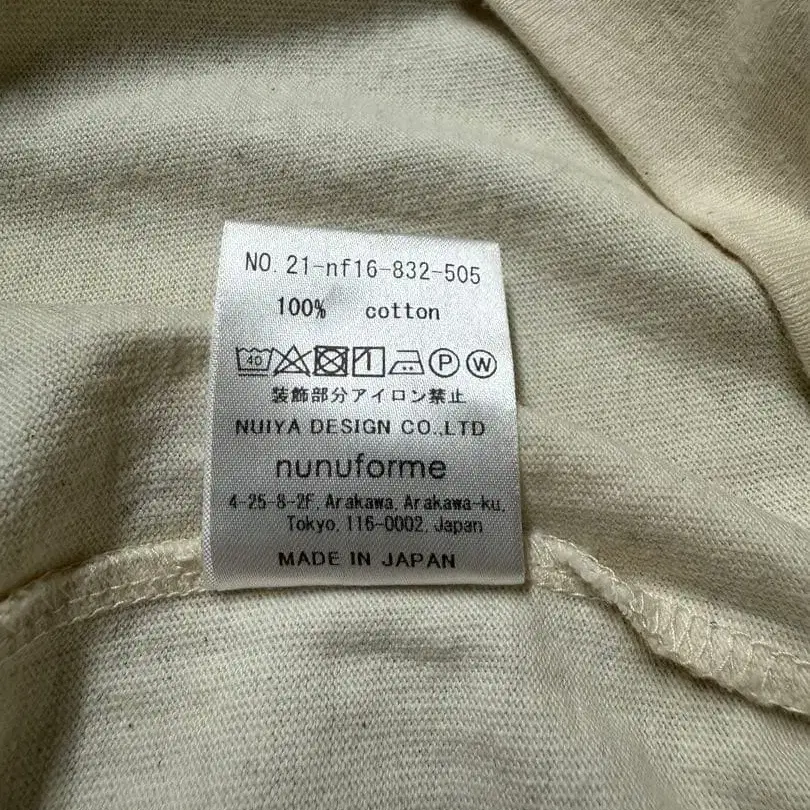 NO. 21-nf16-832-505
100% cotton
40 P W
装飾部分アイロン禁止
NUIYA DESIGN CO.,LTD
nunuforme
4-25-8-2F, Arakawa, Arakawa-ku,
Tokyo, 116-0002, Japan
MADE IN JAPAN